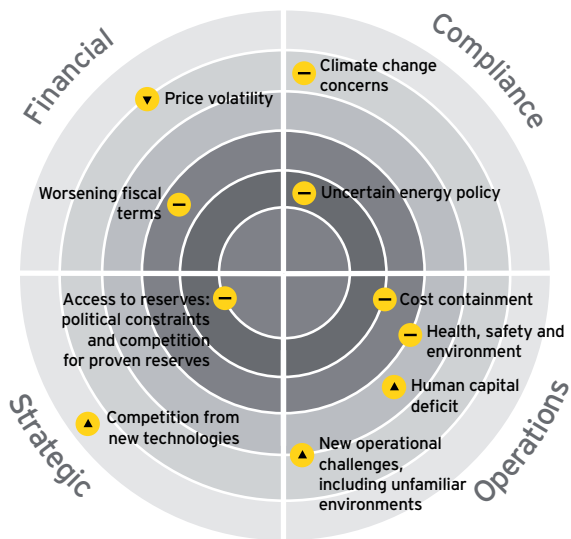 Financial
Compliance
Climate change
concerns
Price volatility
Worsening fiscal
terms
Uncertain energy policy
Access to reserves:
political constraints
and competition
for proven reserves
Cost containment
Health, safety and
environment
Human capital
deficit
Competition from
new technologies
New operational
challenges,
including unfamiliar
environments
Strategic
Operations